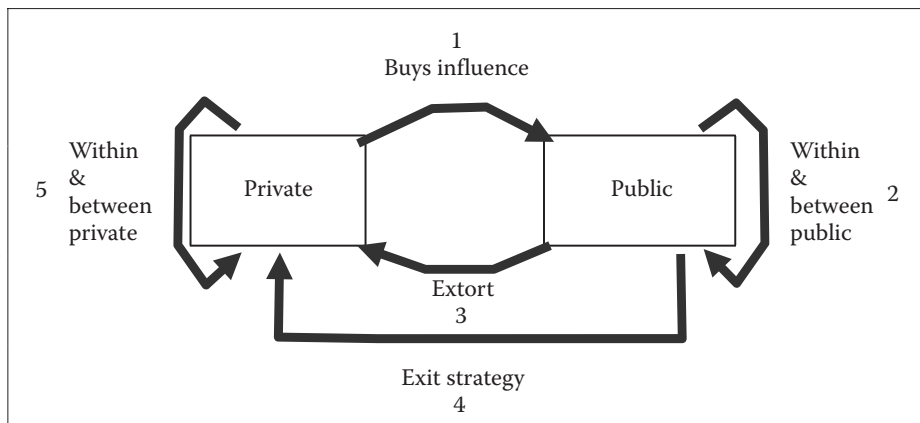 1
Buys influence
Within
&
between
private
5
Private
Public
Within
&
between
public
2
Extort
3
Exit strategy
4